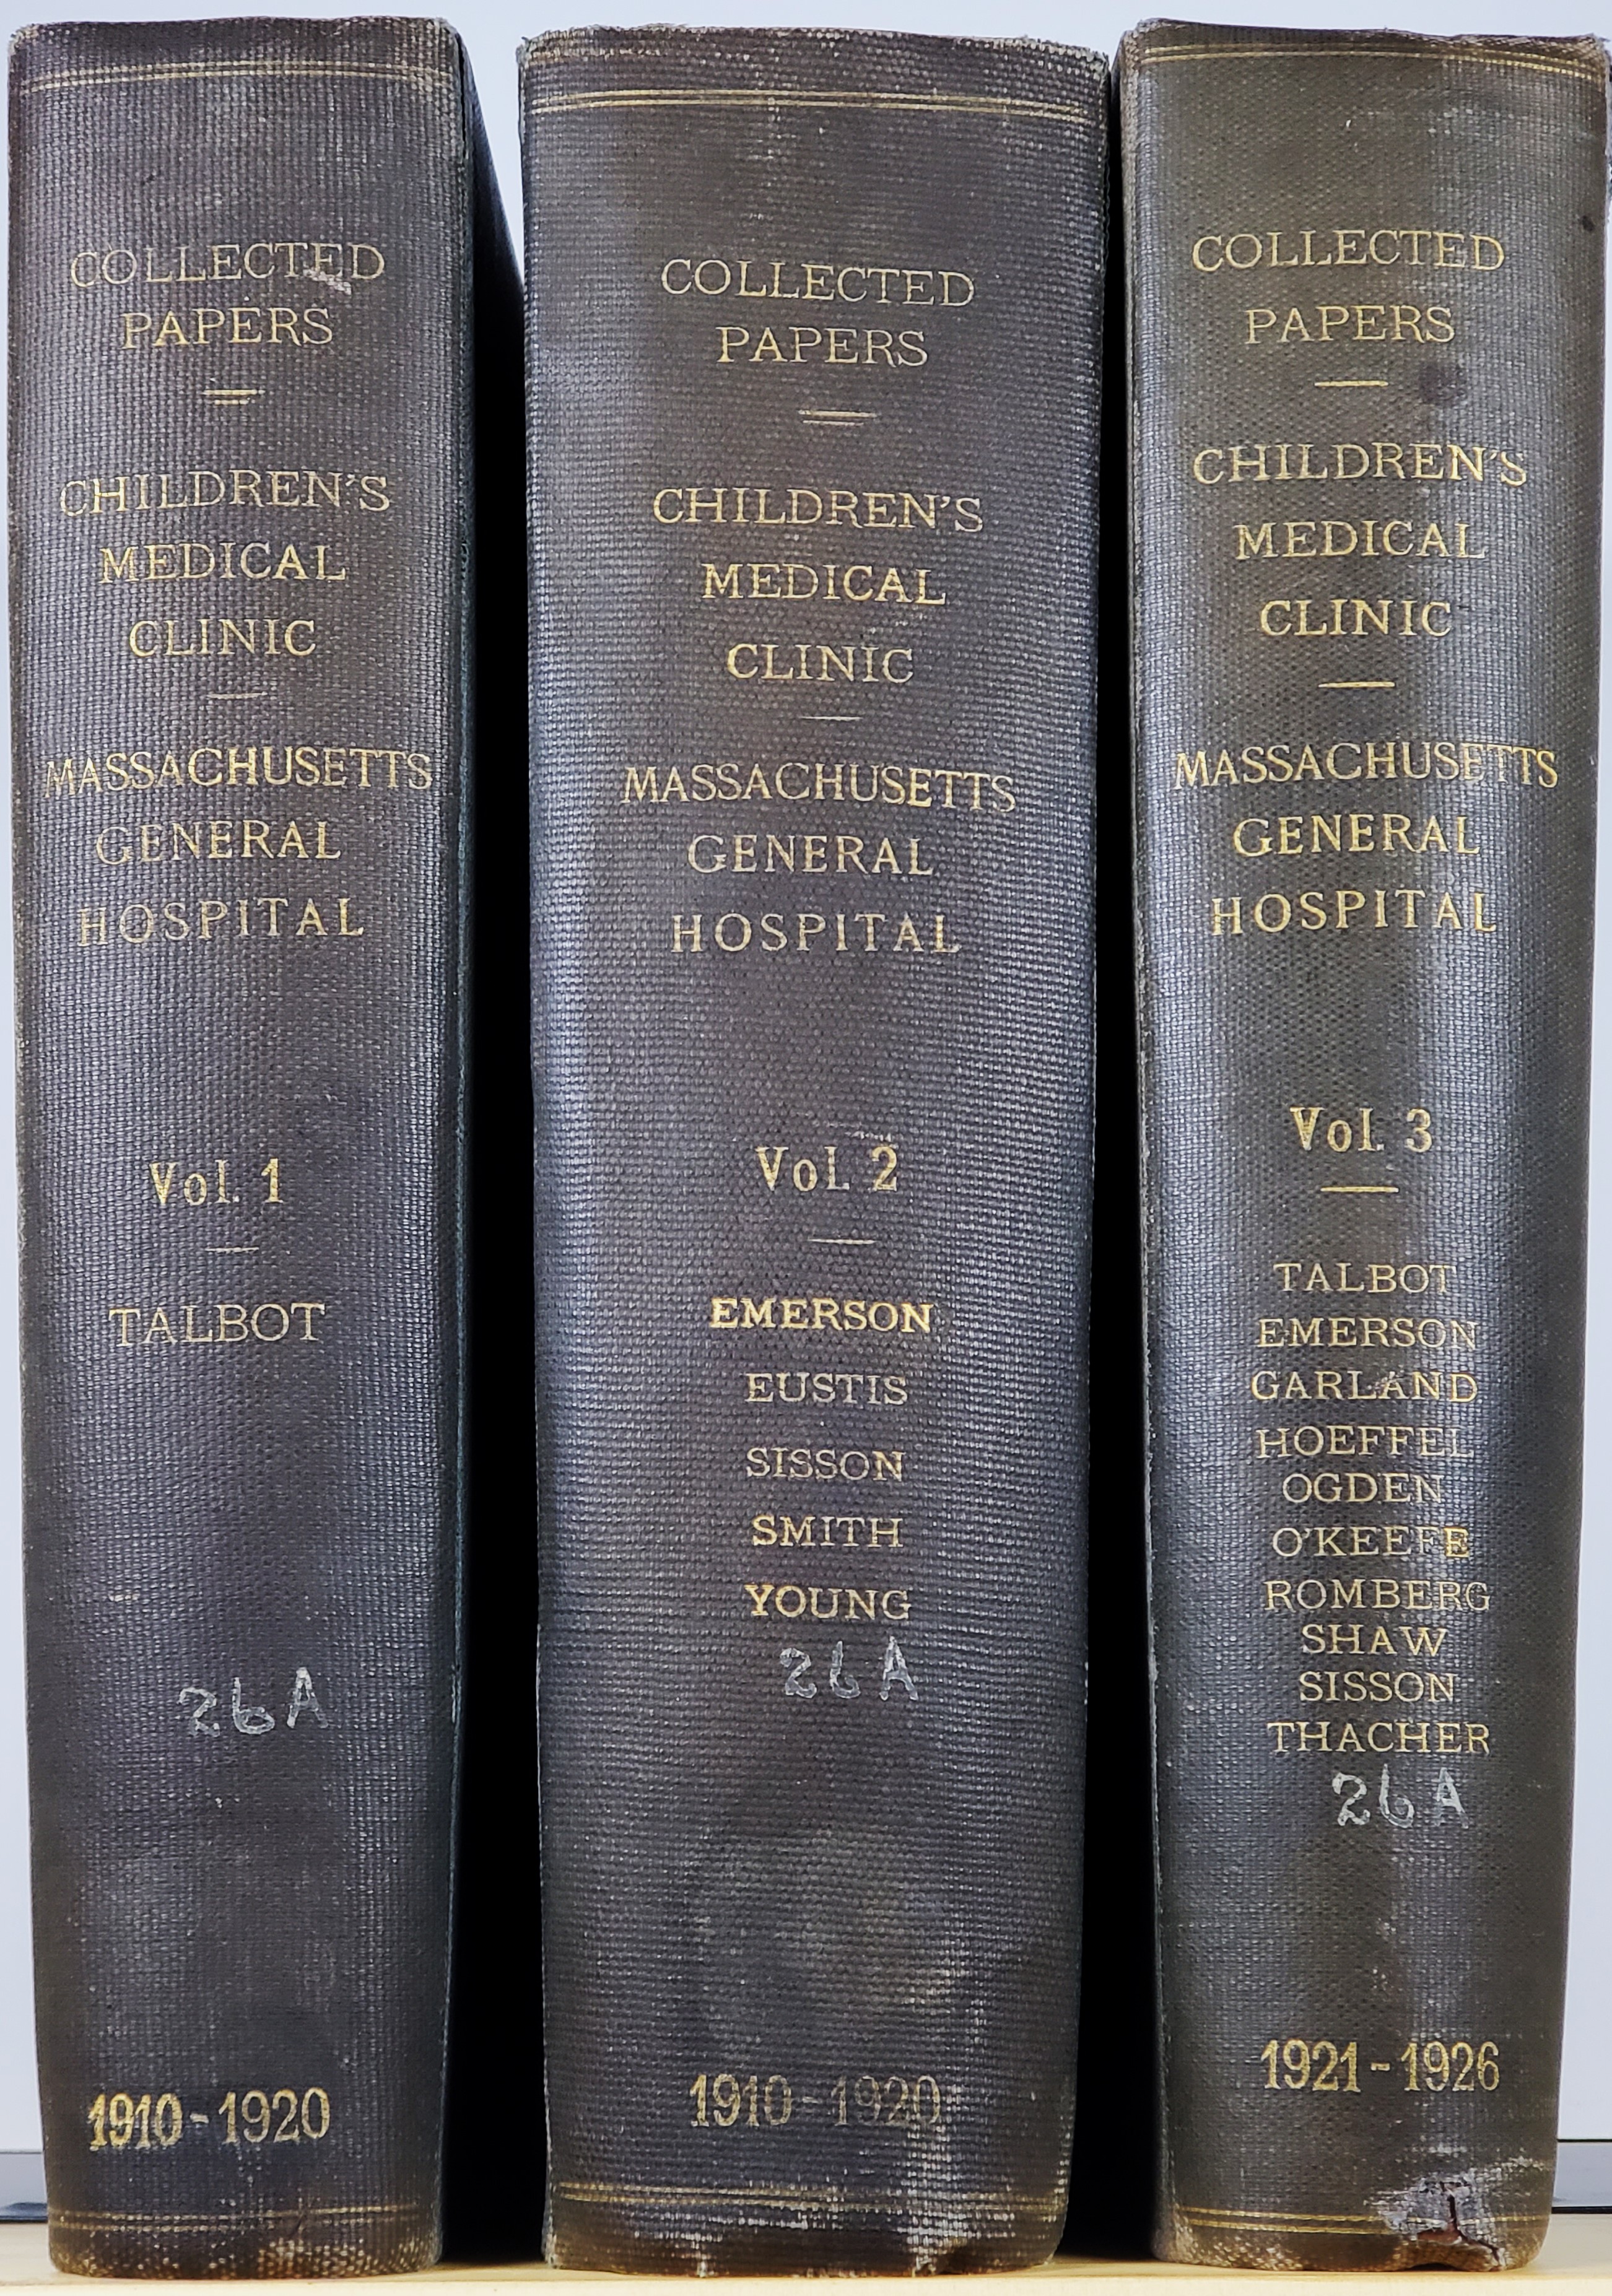 COLLECTED
PAPERS
CHILDREN'S
MEDICAL
CLINIC
MASSACHUSETTS
GENERAL
HOSPITAL
Vol. 1
TALBOT
26A
1910-1920
COLLECTED
PAPERS
CHILDREN'S
MEDICAL
CLINIC
MASSACHUSETTS
GENERAL
HOSPITAL
Vol. 2
EMERSON
EUSTIS
SISSON
SMITH
YOUNG
26A
1910-1920
COLLECTED
PAPERS
CHILDREN'S
MEDICAL
CLINIC
MASSACHUSETTS
GENERAL
HOSPITAL
Vol. 3
TALBOT
EMERSON
GARLAND
HOEFFEL
OGDEN
O'KEEFE
ROMBERG
SHAW
SISSON
THACHER
26A
1921-1926